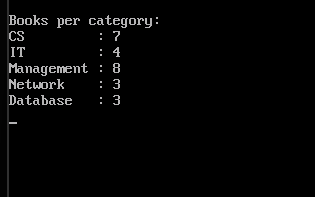 Books per category:
CS         : 7
IT         : 4
Management : 8
Network    : 3
Database   : 3